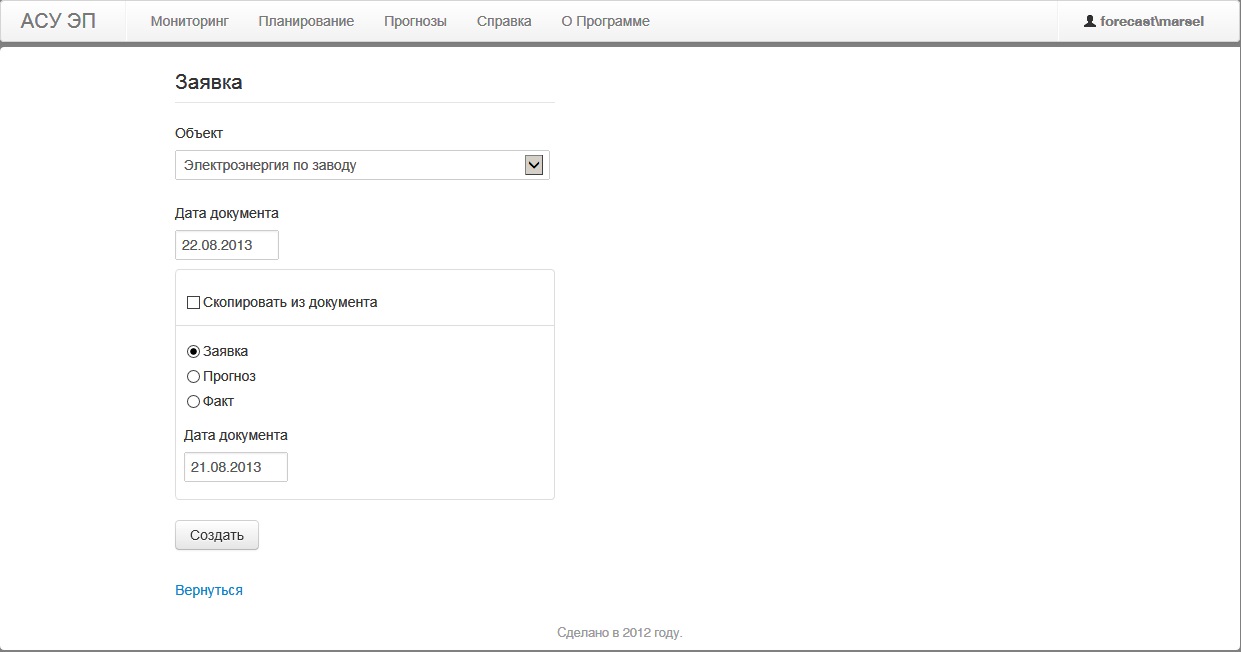 АСУ ЭП Мониторинг Планирование Прогнозы Справка О Программе forecast\marsel
Заявка
Объект
Электроэнергия по заводу
Дата документа
22.08.2013
Скопировать из документа
Заявка
Прогноз
Факт
Дата документа
21.08.2013
Создать
Вернуться
Сделано в 2012 году.